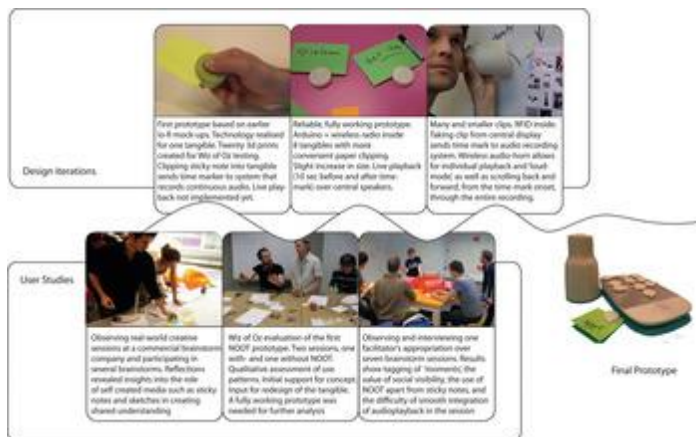 First prototype based on earlier
lo-fi mock-ups. Technology realised
for one tangible. Twenty 3d prints
created for Wo of Oz testing.
Clipping sticky note into tangible
sends time marker to system that
records continuous audio. Live play-
back not implemented yet.
Reliable, fully working prototype.
Arduino + wireless radio inside
8 tangibles with more
convenient paper clipping.
Slight increase in size. Live playback
(10 sec before and after time-
mark) over central speakers.
Many and smaller clips, RFID inside.
Taking clip from central display
sends time mark to audio recording
system. Wireless audio-horn allows
for individual playback and 'loud
mode', as well as scrolling back and
forward, from the time-mark onset,
through the entire recording.
Design iterations
User Studies
Observing real-world creative
sessions at a commercial brainstorm
company and participating in
several brainstorms. Reflections
revealed insights into the role
of self created media such as sticky
notes and sketches in creating
shared understanding
Wiz of Oz evaluation of the first
NOOT prototype. Two sessions, one
with- and one without NOOT.
Qualitative assessment of use
patterns. Initial support for concept.
Input for redesign of the tangible.
A fully working prototype was
needed for further analysis
Observing and interviewing one
facilitator's appropriation over
seven brainstorm sessions. Results
show tagging of 'moments', the
value of social visibility, the use of
NOOT apart from sticky notes, and
the difficulty of smooth integration
of audioplayback in the session
Final Prototype